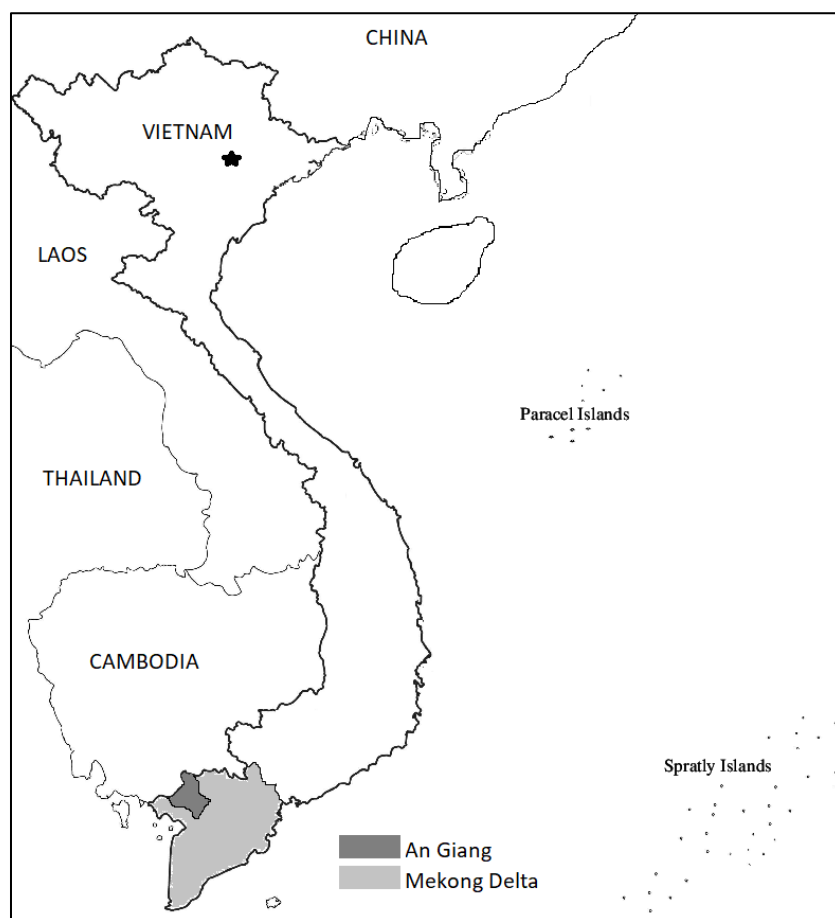 CHINA
VIETNAM
LAOS
Paracel Islands
THAILAND
CAMBODIA
Spratly Islands
An Giang
Mekong Delta